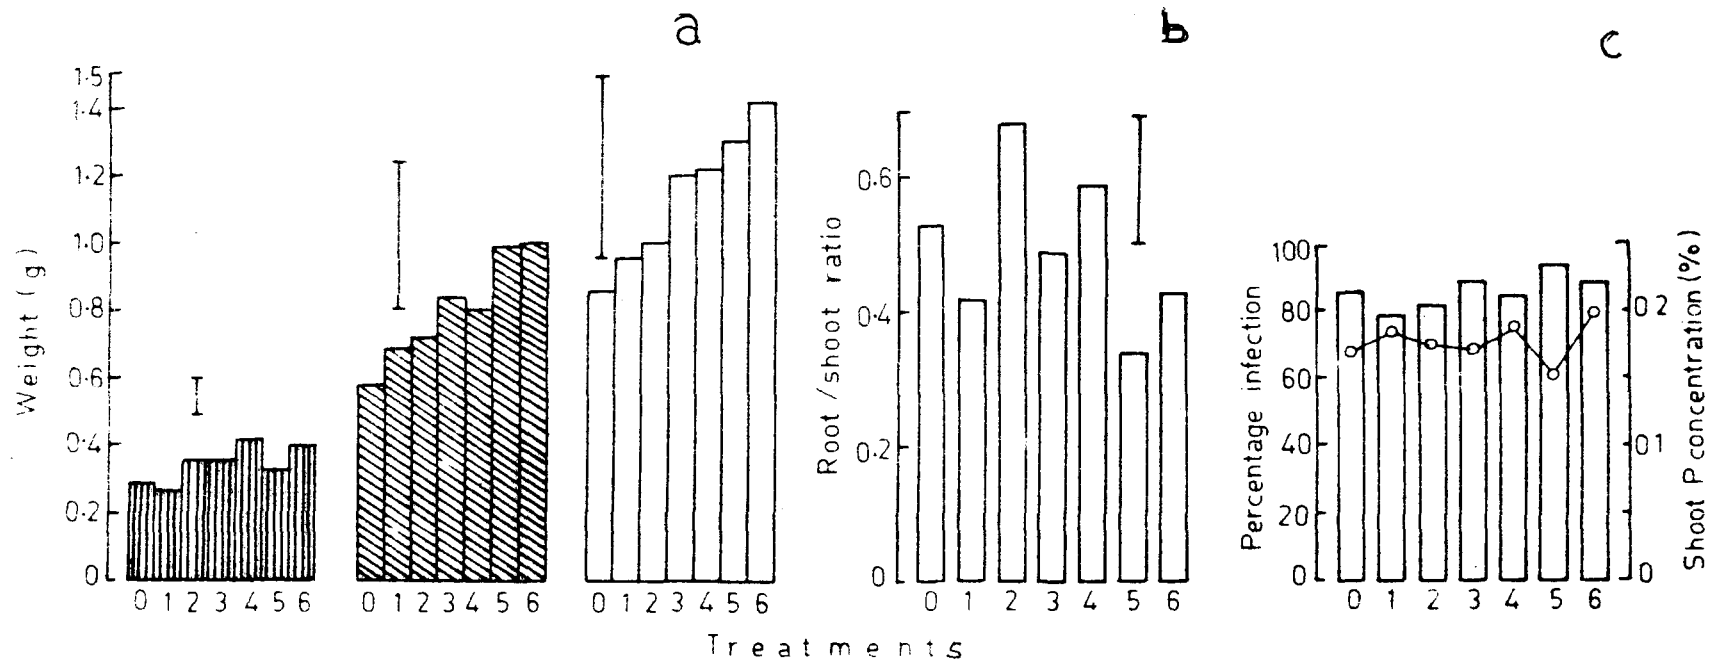 a
b
c
1·5
1·4
1·2
1·0
0·8
0·6
0·4
0·2
0
Weight (g)
0 1 2 3 4 5 6
0 1 2 3 4 5 6
0 1 2 3 4 5 6
0·6
0·4
0·2
0
Root/shoot ratio
0 1 2 3 4 5 6
100
80
60
40
20
0
Percentage infection
0 1 2 3 4 5 6
0 2
0 1
0
Shoot P concentration (%)
Treatments